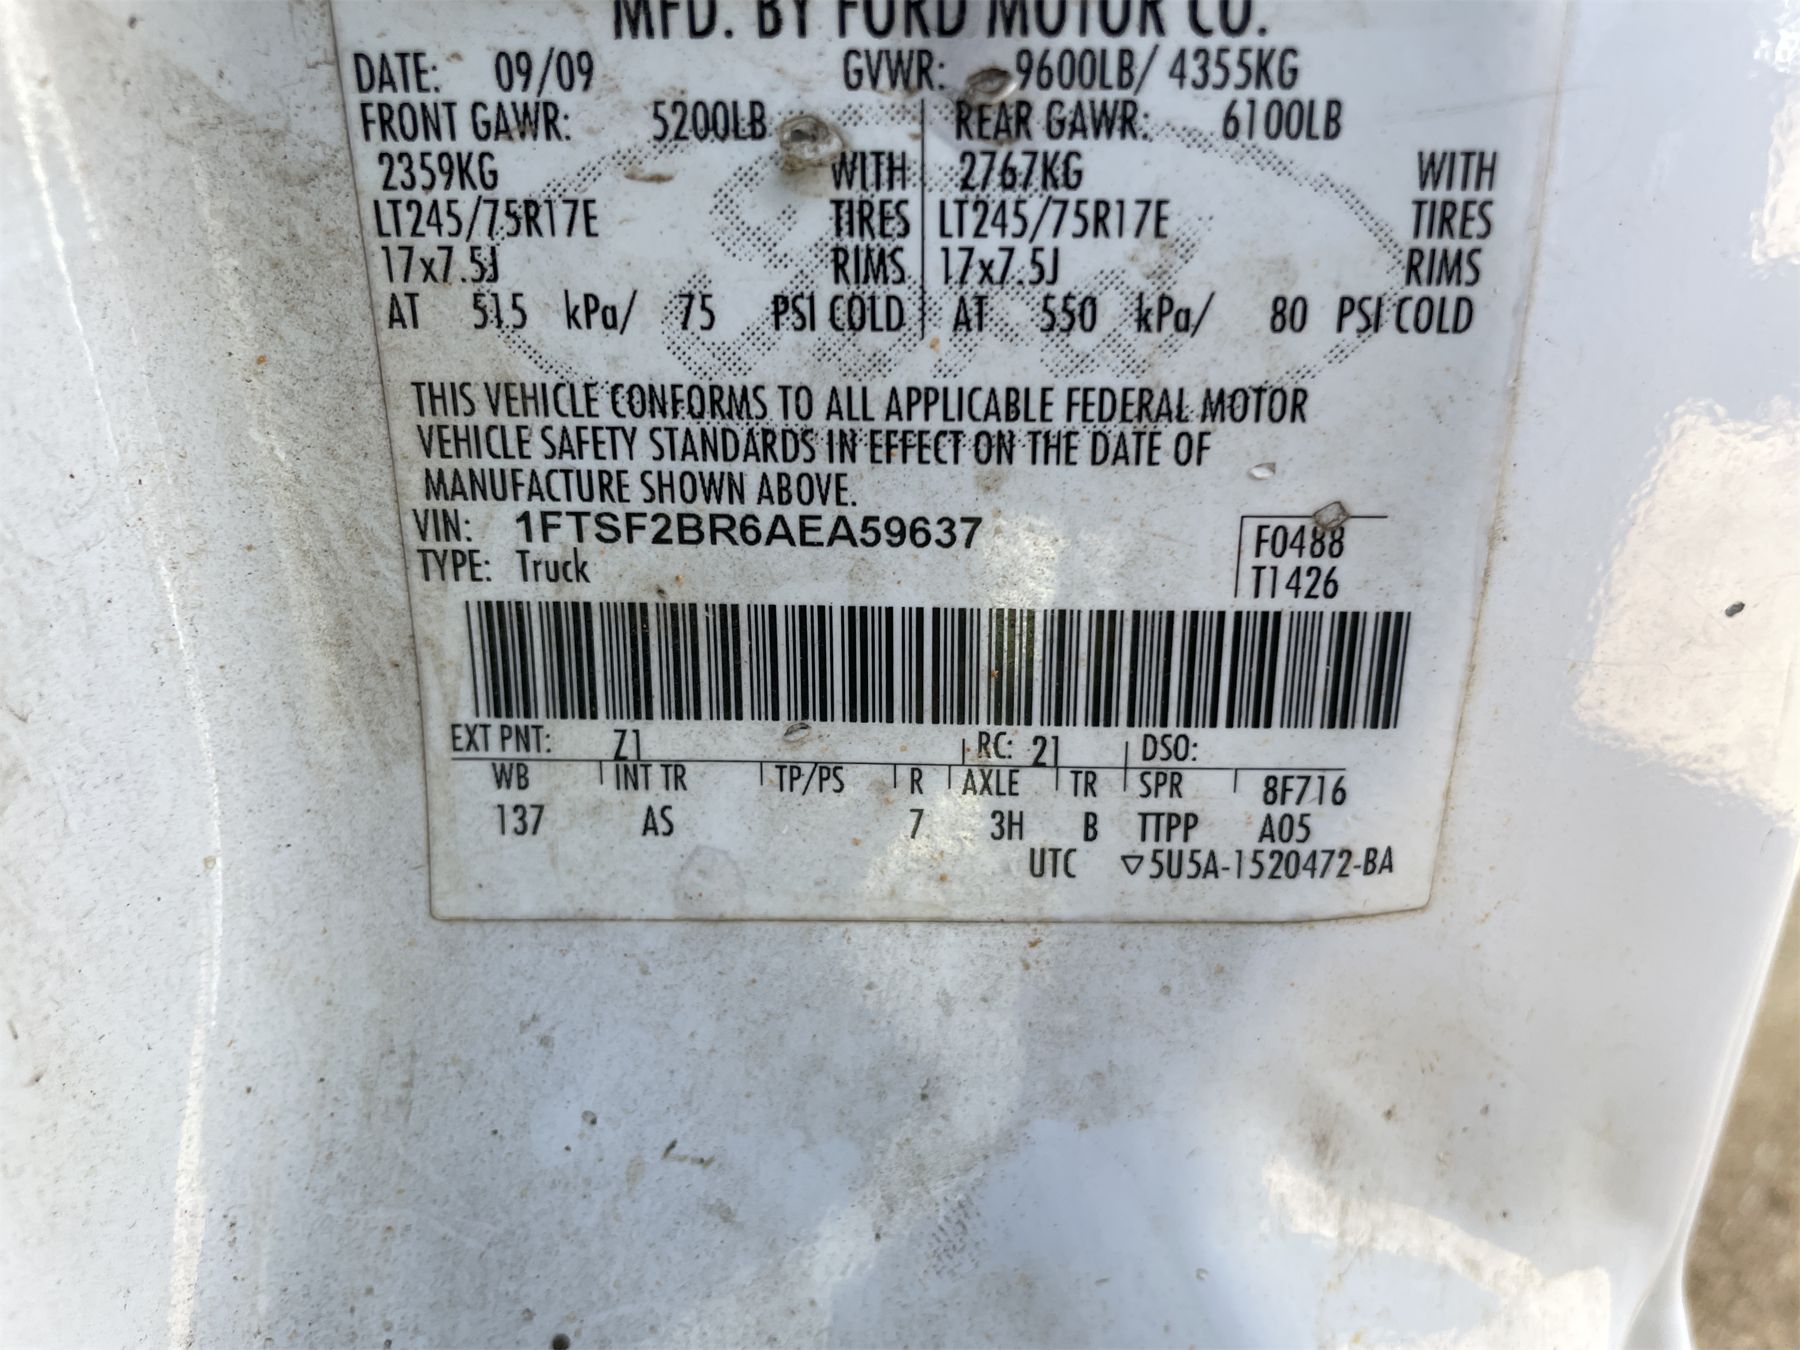 MFD. BY FORD MOTOR CO.
DATE: 09/09 GVWR: 9600LB/ 4355KG
FRONT GAWR: 5200LB REAR GAWR: 6100LB
2359KG WITH 2767KG WITH
LT245/75R17E TIRES LT245/75R17E TIRES
17x7.5J RIMS 17x7.5J RIMS
AT 515 kPa/ 75 PSI COLD AT 550 kPa/ 80 PSI COLD
THIS VEHICLE CONFORMS TO ALL APPLICABLE FEDERAL MOTOR
VEHICLE SAFETY STANDARDS IN EFFECT ON THE DATE OF
MANUFACTURE SHOWN ABOVE.
VIN: 1FTSF2BR6AEA59637
F0488
TYPE: Truck
T1426
EXT PNT: Z1 RC: 21 DSO:
WB INT TR TP/PS R AXLE TR SPR 8F716
137 AS 7 3H B TTPP A05
UTC ▽5U5A-1520472-BA